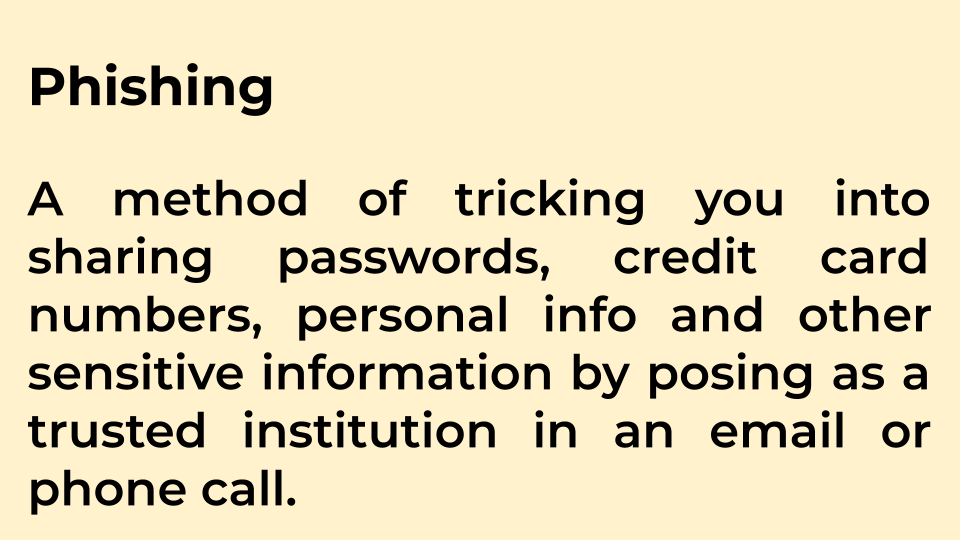 Phishing
A method of tricking you into
sharing passwords, credit card
numbers, personal info and other
sensitive information by posing as a
trusted institution in an email or
phone call.